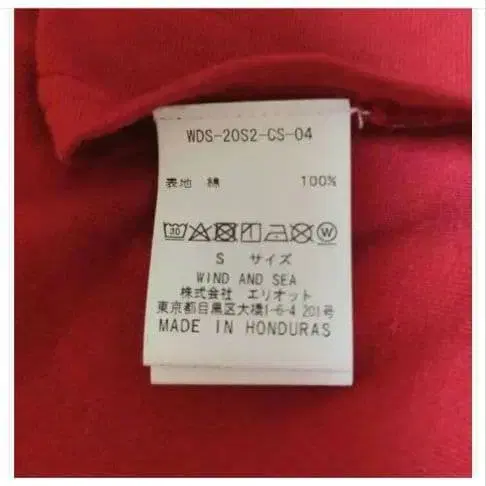 WDS-20S2-CS-04
表地 綿 100%
30 W
S サイズ
WIND AND SEA
株式会社 エリオット
東京都目黒区大橋1-6-4 201号
MADE IN HONDURAS